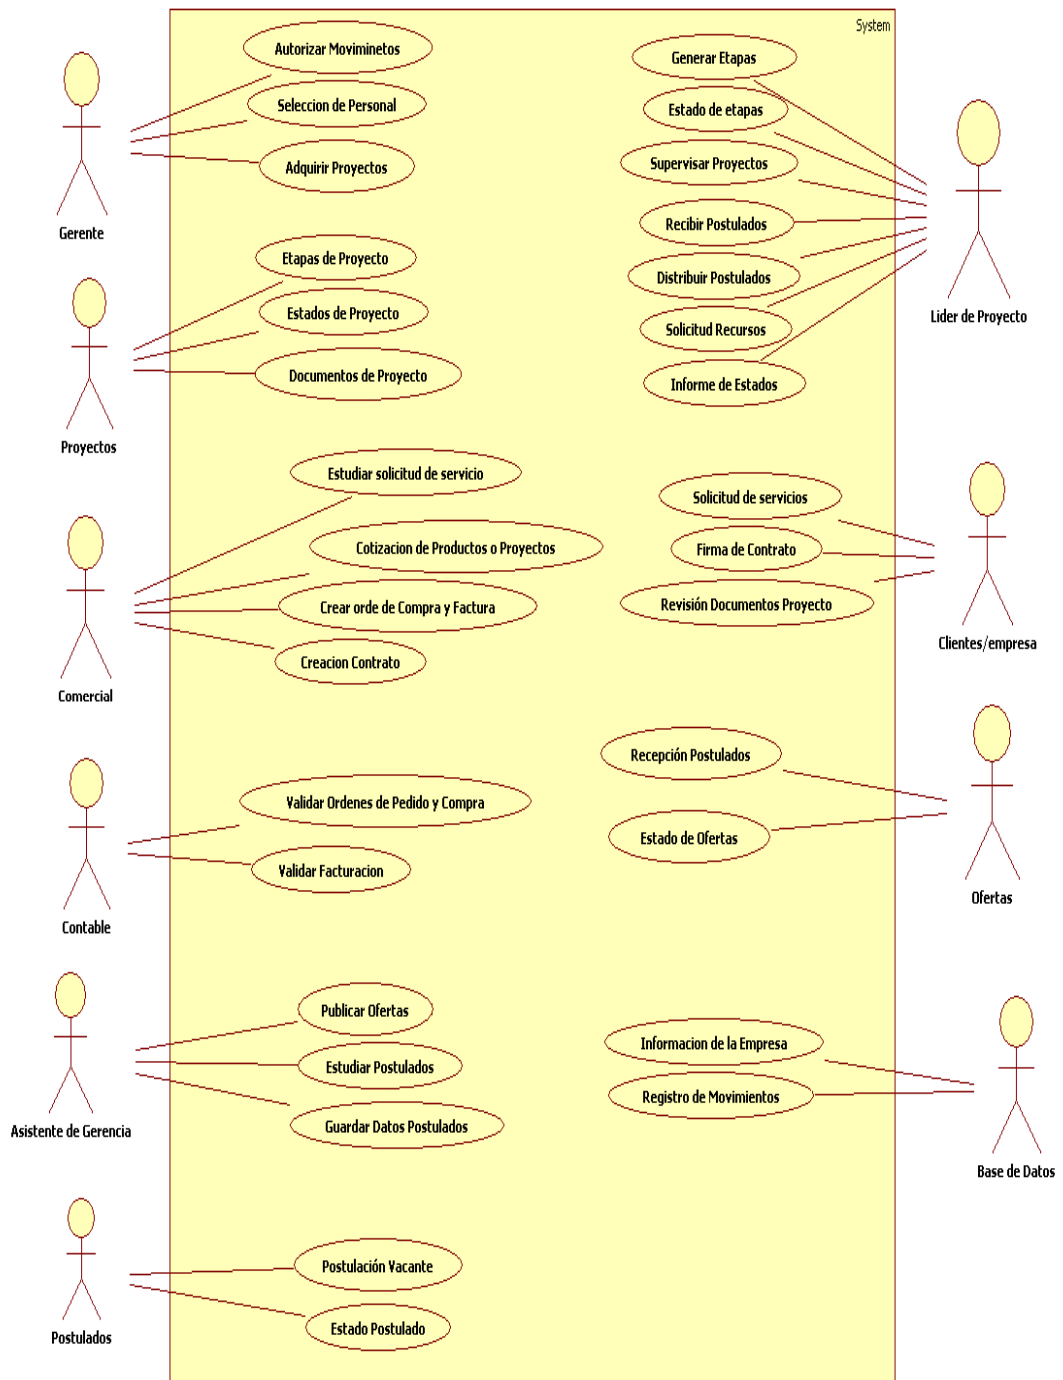 System
Autorizar Moviminetos
Seleccion de Personal
Adquirir Proyectos
Gerente
Etapas de Proyecto
Estados de Proyecto
Documentos de Proyecto
Proyectos
Estudiar solicitud de servicio
Cotizacion de Productos o Proyectos
Crear orde de Compra y Factura
Creacion Contrato
Comercial
Validar Ordenes de Pedido y Compra
Validar Facturacion
Contable
Publicar Ofertas
Estudiar Postulados
Guardar Datos Postulados
Asistente de Gerencia
Postulación Vacante
Estado Postulado
Postulados
Generar Etapas
Estado de etapas
Supervisar Proyectos
Recibir Postulados
Distribuir Postulados
Solicitud Recursos
Informe de Estados
Lider de Proyecto
Solicitud de servicios
Firma de Contrato
Revisión Documentos Proyecto
Clientes/empresa
Recepción Postulados
Estado de Ofertas
Ofertas
Informacion de la Empresa
Registro de Movimientos
Base de Datos